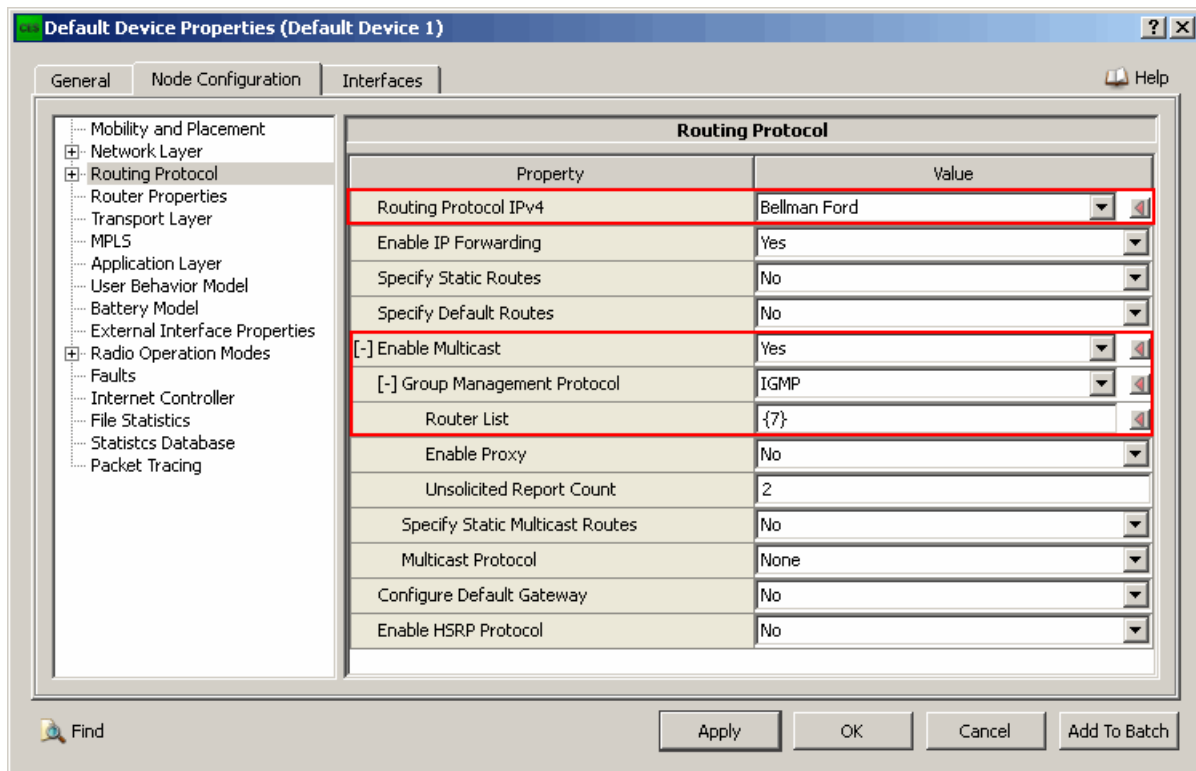 CES Default Device Properties (Default Device 1) ? X
General Node Configuration Interfaces Help
Mobility and Placement
Network Layer
Routing Protocol
Router Properties
Transport Layer
MPLS
Application Layer
User Behavior Model
Battery Model
External Interface Properties
Radio Operation Modes
Faults
Internet Controller
File Statistics
Statistcs Database
Packet Tracing
Routing Protocol
Property Value
Routing Protocol IPv4 Bellman Ford
Enable IP Forwarding Yes
Specify Static Routes No
Specify Default Routes No
[-] Enable Multicast Yes
[-] Group Management Protocol IGMP
Router List {7}
Enable Proxy No
Unsolicited Report Count 2
Specify Static Multicast Routes No
Multicast Protocol None
Configure Default Gateway No
Enable HSRP Protocol No
Find Apply OK Cancel Add To Batch